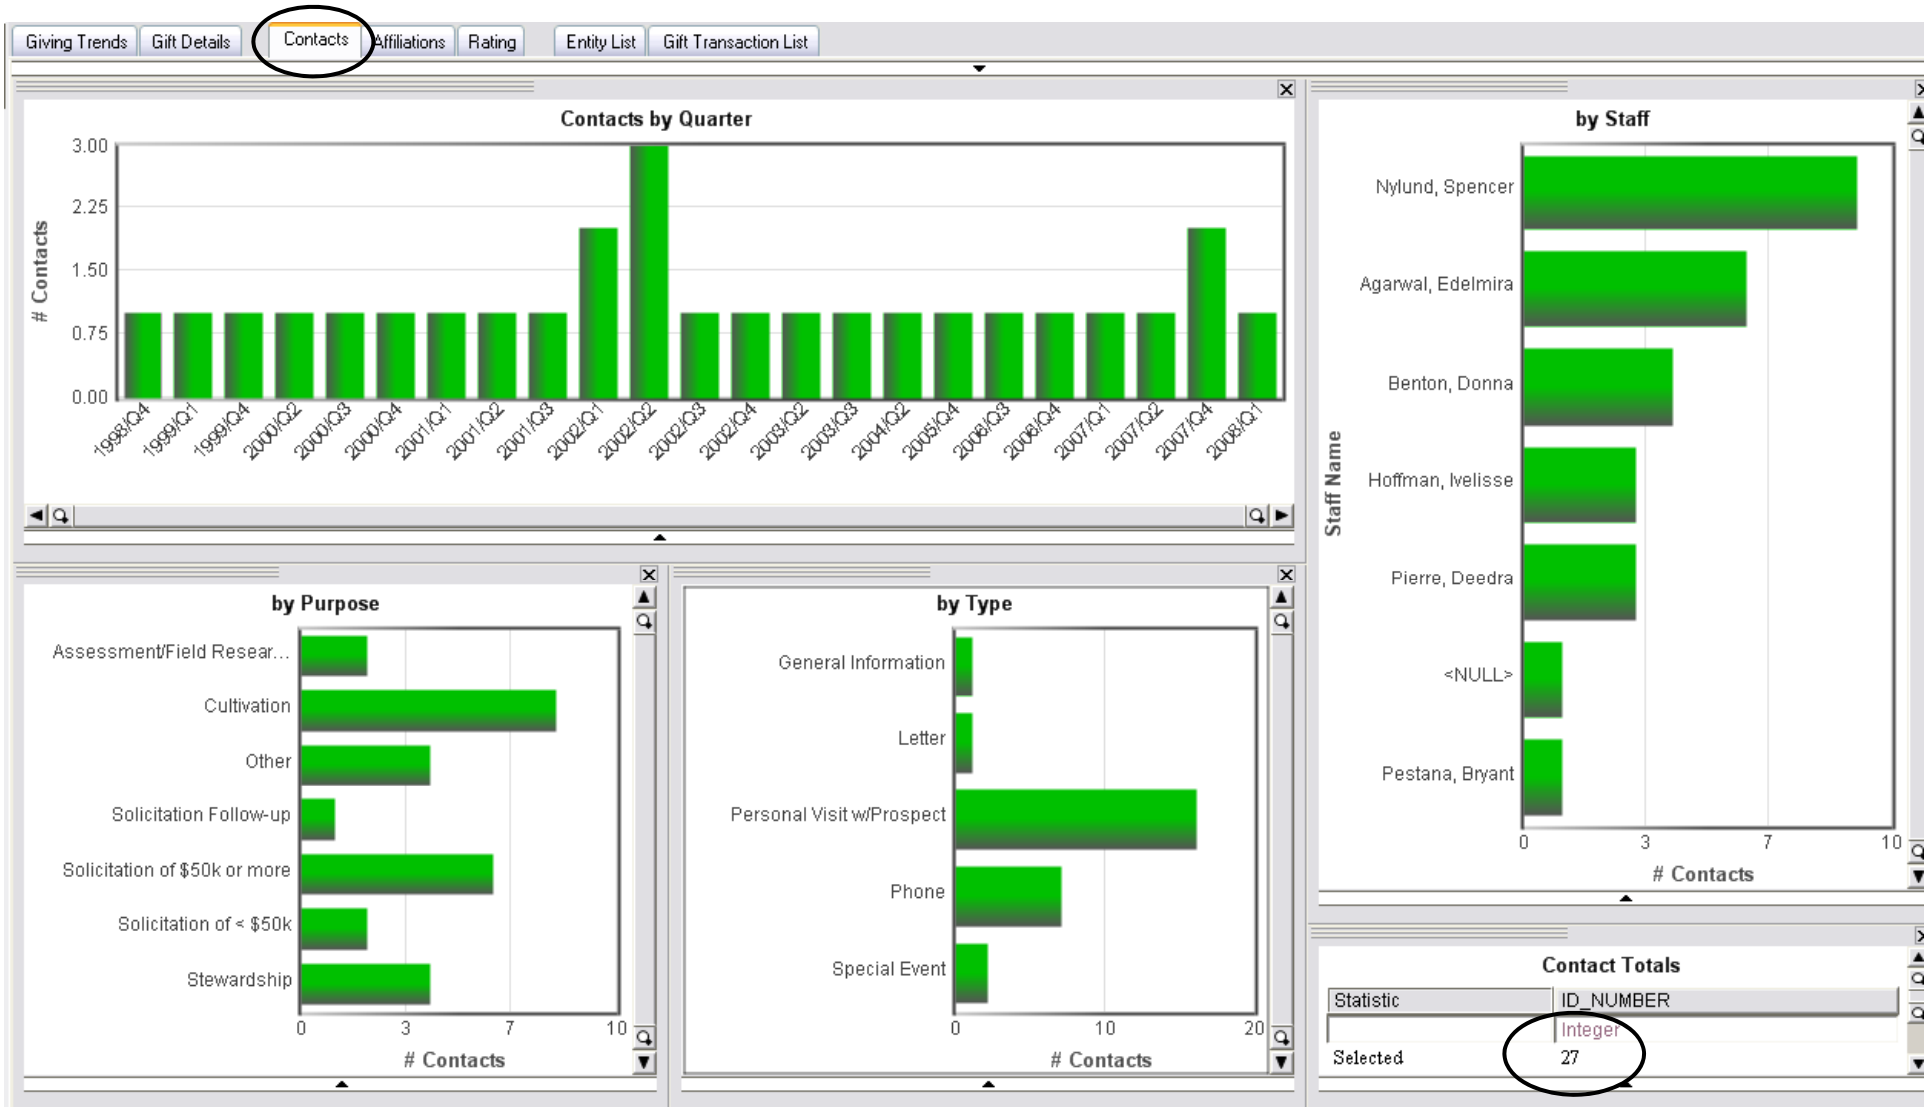 Giving Trends Gift Details Contacts Affiliations Rating Entity List Gift Transaction List
Contacts by Quarter
# Contacts
3.00
2.25
1.50
0.75
0.00
1998/Q4 1999/Q1 1999/Q4 2000/Q2 2000/Q3 2000/Q4 2001/Q1 2001/Q2 2001/Q3 2002/Q1 2002/Q2 2002/Q3 2002/Q4 2003/Q2 2003/Q3 2004/Q2 2005/Q4 2006/Q3 2006/Q4 2007/Q1 2007/Q2 2007/Q4 2008/Q1
by Staff
Staff Name
Nylund, Spencer
Agarwal, Edelmira
Benton, Donna
Hoffman, Ivelisse
Pierre, Deedra
<NULL>
Pestana, Bryant
0 3 7 10
# Contacts
by Purpose
Assessment/Field Resear...
Cultivation
Other
Solicitation Follow-up
Solicitation of $50k or more
Solicitation of < $50k
Stewardship
0 3 7 10
# Contacts
by Type
General Information
Letter
Personal Visit w/Prospect
Phone
Special Event
0 10 20
# Contacts
Contact Totals
Statistic ID_NUMBER
Integer
Selected 27